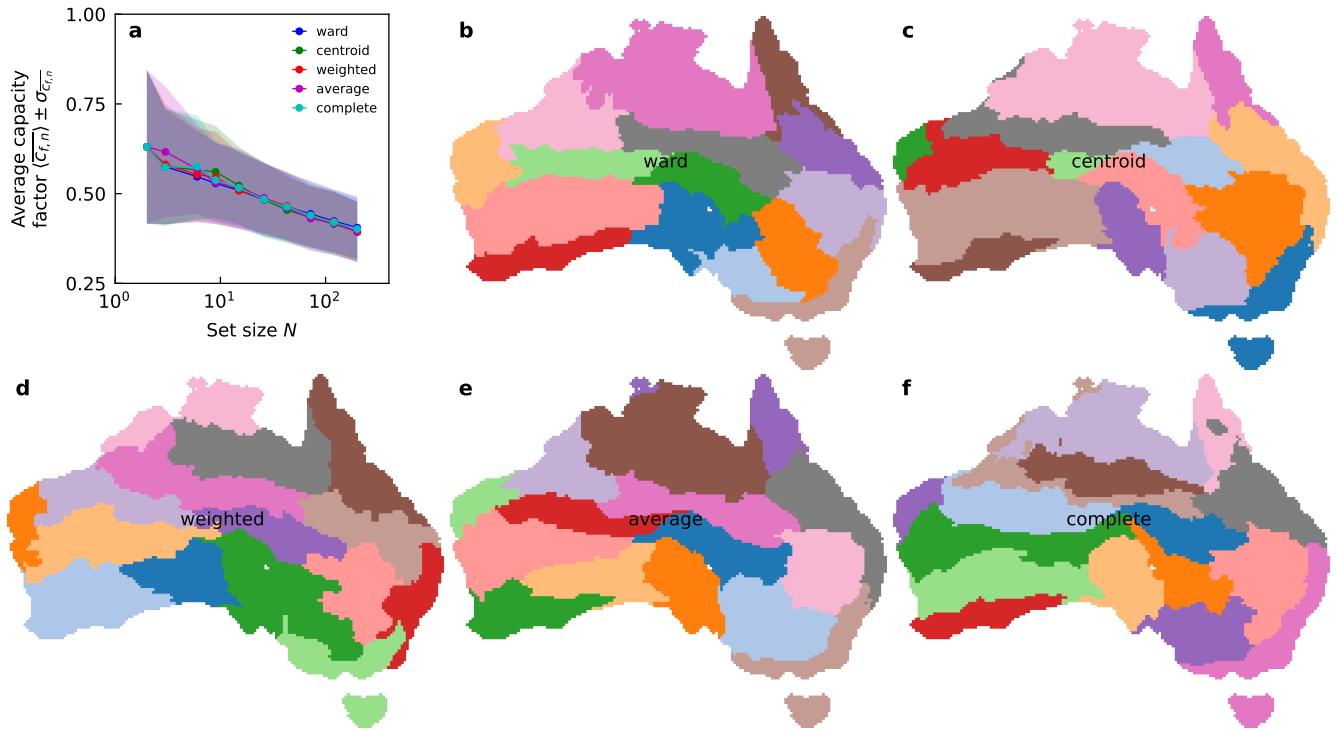 a
1.00
0.75
0.50
0.25
10⁰
10¹
10²
Average capacity
factor ⟨c̅_{f,n}⟩ ± σ_{c̅_{f,n}}
Set size N
ward
centroid
weighted
average
complete
b
ward
c
centroid
d
weighted
e
average
f
complete